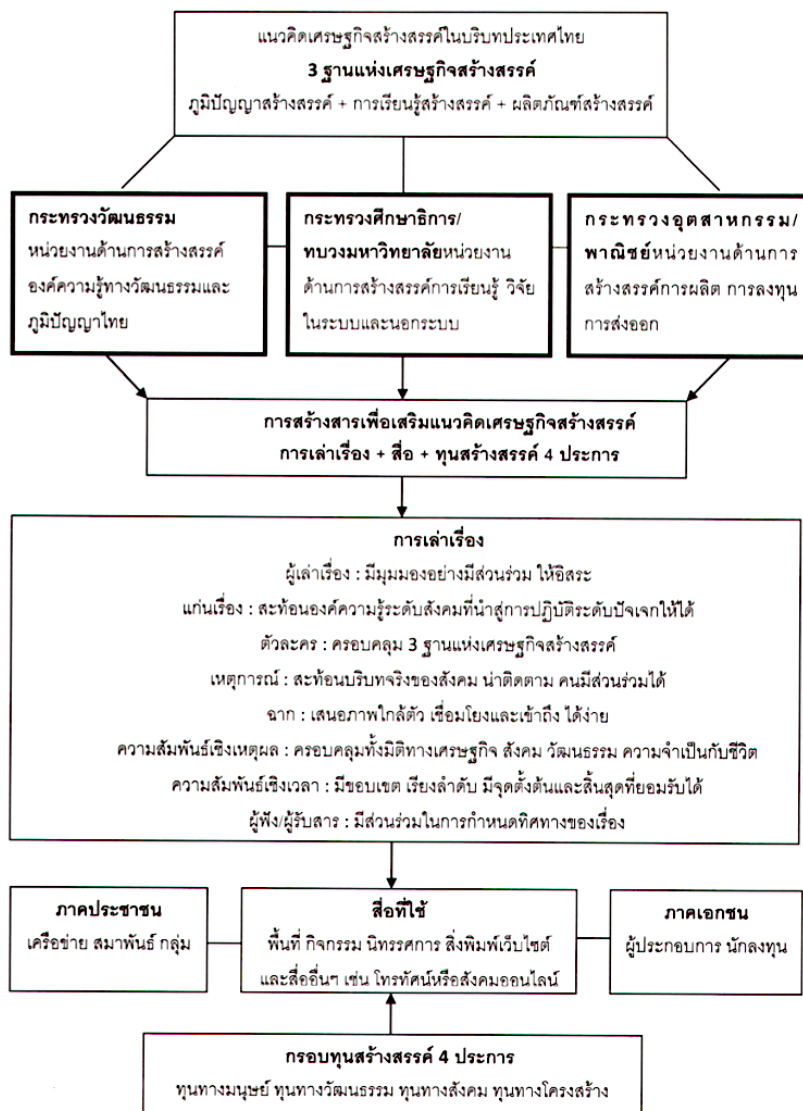 แนวคิดเศรษฐกิจสร้างสรรค์ในบริบทประเทศไทย
3 ฐานแห่งเศรษฐกิจสร้างสรรค์
ภูมิปัญญาสร้างสรรค์ + การเรียนรู้สร้างสรรค์ + ผลิตภัณฑ์สร้างสรรค์
กระทรวงวัฒนธรรม
หน่วยงานด้านการสร้างสรรค์
องค์ความรู้ทางวัฒนธรรมและ
ภูมิปัญญาไทย
กระทรวงศึกษาธิการ/
ทบวงมหาวิทยาลัยหน่วยงาน
ด้านการสร้างสรรค์การเรียนรู้ วิจัย
ในระบบและนอกระบบ
กระทรวงอุตสาหกรรม/
พาณิชย์หน่วยงานด้านการ
สร้างสรรค์การผลิต การลงทุน
การส่งออก
การสร้างสารเพื่อเสริมแนวคิดเศรษฐกิจสร้างสรรค์
การเล่าเรื่อง + สื่อ + ทุนสร้างสรรค์ 4 ประการ
การเล่าเรื่อง
ผู้เล่าเรื่อง : มีมุมมองอย่างมีส่วนร่วม ให้อิสระ
แก่นเรื่อง : สะท้อนองค์ความรู้ระดับสังคมที่นำสู่การปฏิบัติระดับปัจเจกให้ได้
ตัวละคร : ครอบคลุม 3 ฐานแห่งเศรษฐกิจสร้างสรรค์
เหตุการณ์ : สะท้อนบริบทจริงของสังคม น่าติดตาม คนมีส่วนร่วมได้
ฉาก : เสนอภาพใกล้ตัว เชื่อมโยงและเข้าถึง ได้ง่าย
ความสัมพันธ์เชิงเหตุผล : ครอบคลุมทั้งมิติทางเศรษฐกิจ สังคม วัฒนธรรม ความจำเป็นกับชีวิต
ความสัมพันธ์เชิงเวลา : มีขอบเขต เรียงลำดับ มีจุดตั้งต้นและสิ้นสุดที่ยอมรับได้
ผู้ฟัง/ผู้รับสาร : มีส่วนร่วมในการกำหนดทิศทางของเรื่อง
ภาคประชาชน
เครือข่าย สมาพันธ์ กลุ่ม
สื่อที่ใช้
พื้นที่ กิจกรรม นิทรรศการ สิ่งพิมพ์เว็บไซต์
และสื่ออื่นๆ เช่น โทรทัศน์หรือสังคมออนไลน์
ภาคเอกชน
ผู้ประกอบการ นักลงทุน
กรอบทุนสร้างสรรค์ 4 ประการ
ทุนทางมนุษย์ ทุนทางวัฒนธรรม ทุนทางสังคม ทุนทางโครงสร้าง